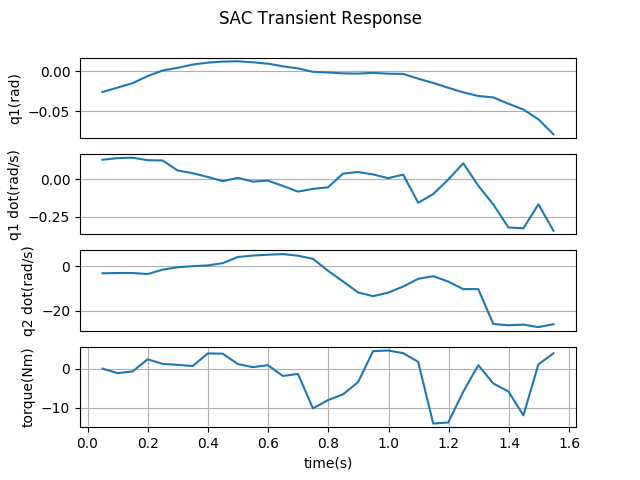 SAC Transient Response
q1(rad)
0.00
−0.05
q1 dot(rad/s)
0.00
−0.25
q2 dot(rad/s)
0
−20
torque(Nm)
0
−10
0.0 0.2 0.4 0.6 0.8 1.0 1.2 1.4 1.6
time(s)